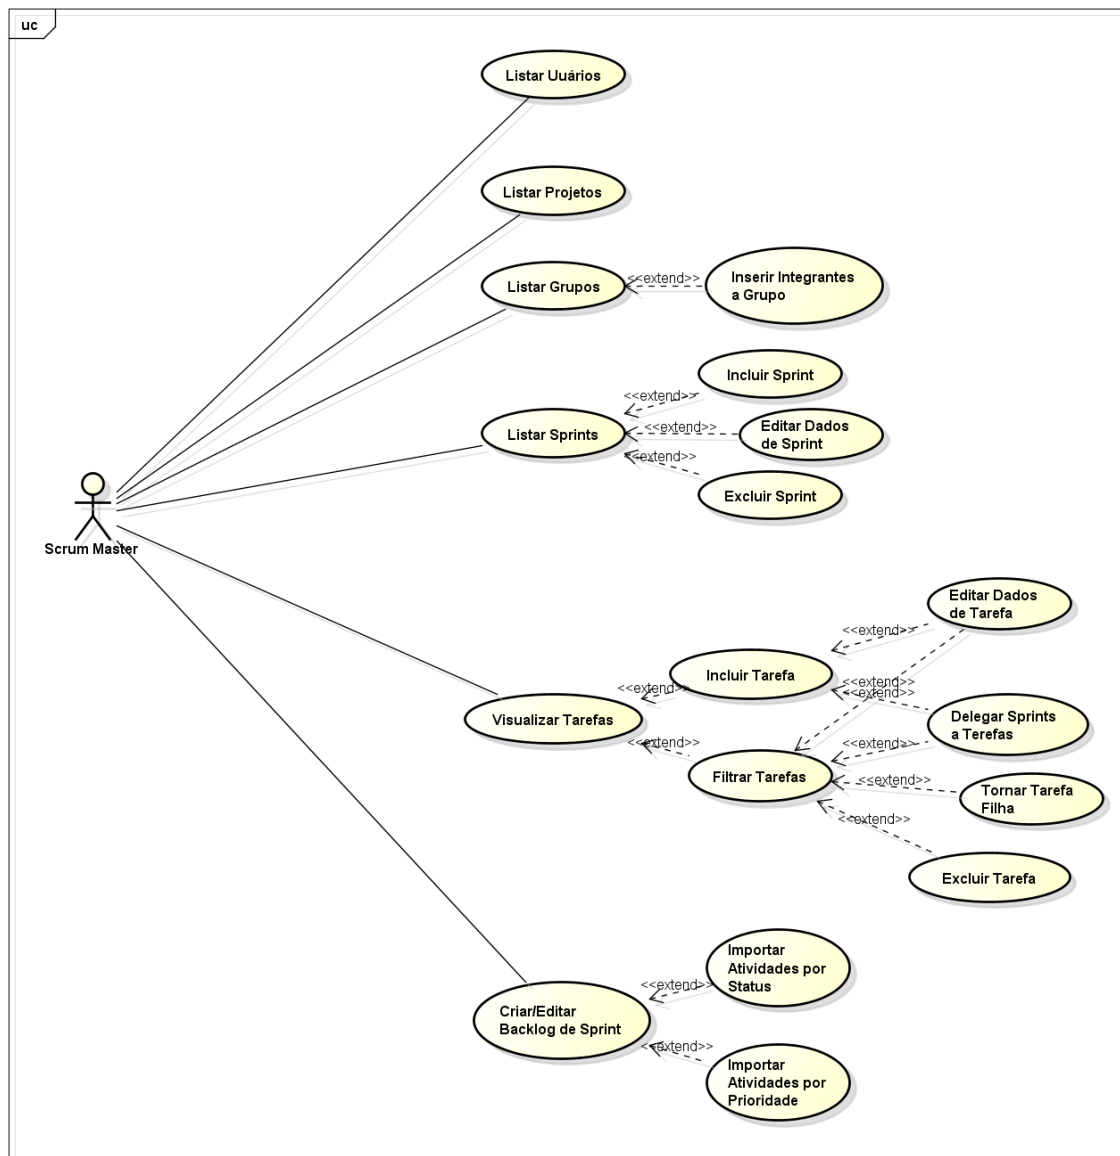 uc
Listar Uuários
Listar Projetos
Listar Grupos
<<extend>>
Inserir Integrantes
a Grupo
Incluir Sprint
<<extend>>
Listar Sprints
<<extend>>
Editar Dados
de Sprint
<<extend>>
Excluir Sprint
Scrum Master
Editar Dados
de Tarefa
<<extend>>
Incluir Tarefa
<<extend>>
<<extend>>
<<extend>>
Visualizar Tarefas
Delegar Sprints
a Terefas
<<extend>>
<<extend>>
Filtrar Tarefas
<<extend>>
Tornar Tarefa
Filha
<<extend>>
Excluir Tarefa
Importar
Atividades por
Status
<<extend>>
Criar/Editar
Backlog de Sprint
<<extend>>
Importar
Atividades por
Prioridade